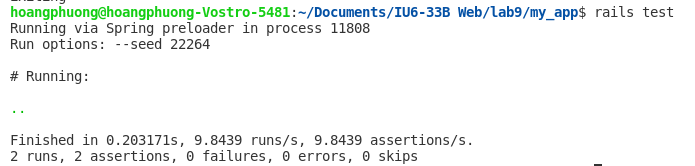 hoangphuong@hoangphuong-Vostro-5481:~/Documents/IU6-33B Web/lab9/my_app$ rails test
Running via Spring preloader in process 11808
Run options: --seed 22264
# Running:
..
Finished in 0.203171s, 9.8439 runs/s, 9.8439 assertions/s.
2 runs, 2 assertions, 0 failures, 0 errors, 0 skips